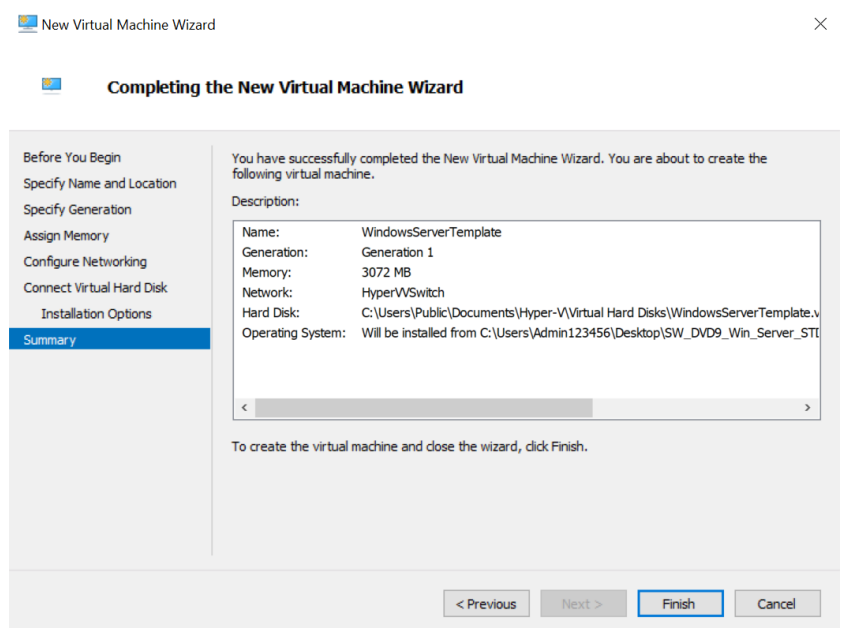 New Virtual Machine Wizard
Completing the New Virtual Machine Wizard
Before You Begin
Specify Name and Location
Specify Generation
Assign Memory
Configure Networking
Connect Virtual Hard Disk
Installation Options
Summary
You have successfully completed the New Virtual Machine Wizard. You are about to create the
following virtual machine.
Description:
Name: WindowsServerTemplate
Generation: Generation 1
Memory: 3072 MB
Network: HyperVVSwitch
Hard Disk: C:\Users\Public\Documents\Hyper-V\Virtual Hard Disks\WindowsServerTemplate.v
Operating System: Will be installed from C:\Users\Admin123456\Desktop\SW_DVD9_Win_Server_STD
To create the virtual machine and close the wizard, click Finish.
< Previous Next > Finish Cancel